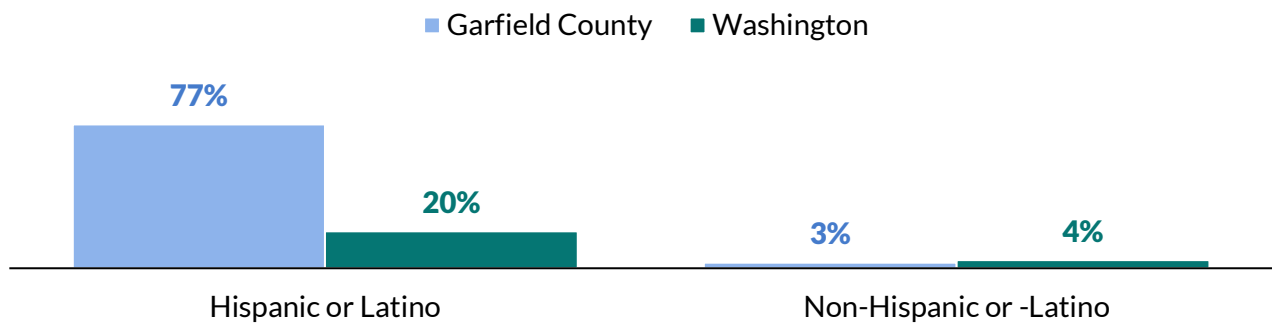 Garfield County Washington
77%
20%
3%
4%
Hispanic or Latino
Non-Hispanic or -Latino